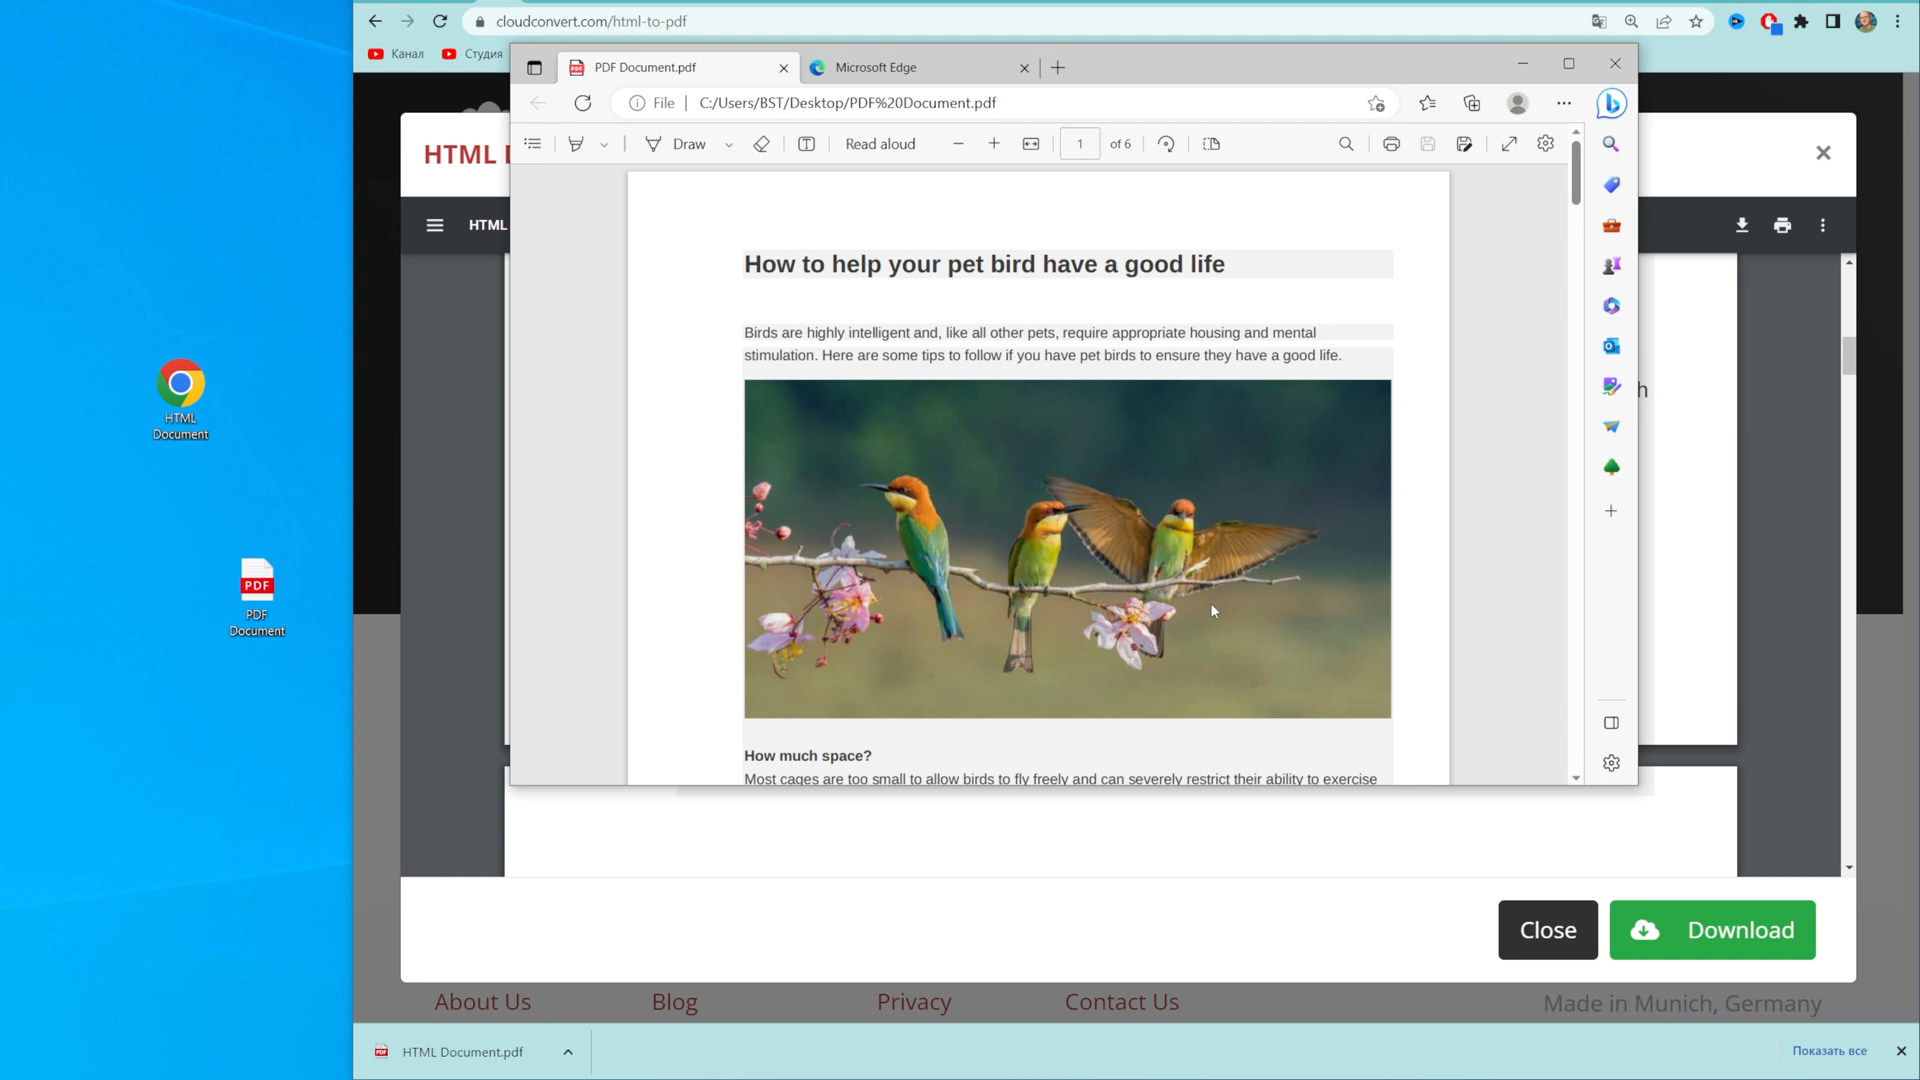 cloudconvert.com/html-to-pdf
Канал
Студия
PDF Document.pdf
Microsoft Edge
File
C:/Users/BST/Desktop/PDF%20Document.pdf
Draw
Read aloud
1
of 6
HTML
HTML
How to help your pet bird have a good life
Birds are highly intelligent and, like all other pets, require appropriate housing and mental
stimulation. Here are some tips to follow if you have pet birds to ensure they have a good life.
h
HTML
Document
PDF
PDF
Document
How much space?
Most cages are too small to allow birds to fly freely and can severely restrict their ability to exercise
Close
Download
About Us
Blog
Privacy
Contact Us
Made in Munich, Germany
HTML Document.pdf
Показать все